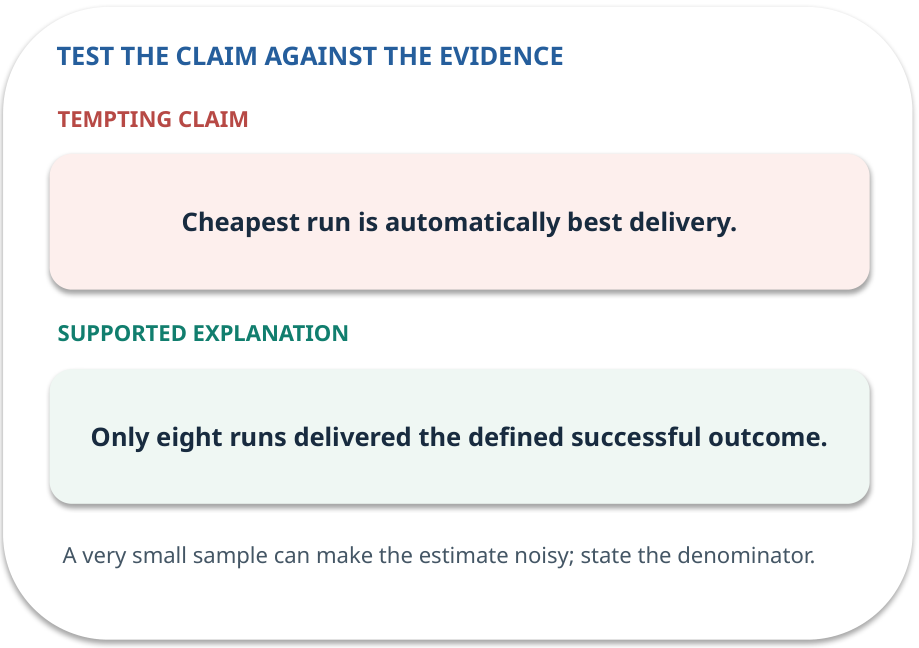 TEST THE CLAIM AGAINST THE EVIDENCE
TEMPTING CLAIM
Cheapest run is automatically best delivery.
SUPPORTED EXPLANATION
Only eight runs delivered the defined successful outcome.
A very small sample can make the estimate noisy; state the denominator.